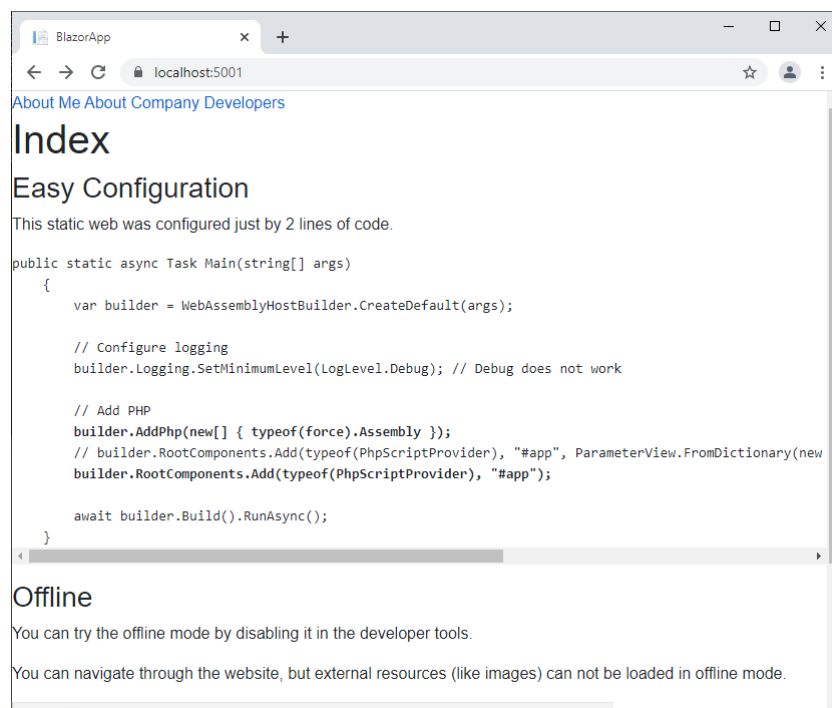 BlazorApp
localhost:5001
About Me About Company Developers
Index
Easy Configuration
This static web was configured just by 2 lines of code.
public static async Task Main(string[] args)
    {
        var builder = WebAssemblyHostBuilder.CreateDefault(args);
        // Configure logging
        builder.Logging.SetMinimumLevel(LogLevel.Debug); // Debug does not work
        // Add PHP
        builder.AddPhp(new[] { typeof(force).Assembly });
        // builder.RootComponents.Add(typeof(PhpScriptProvider), "#app", ParameterView.FromDictionary(new
        builder.RootComponents.Add(typeof(PhpScriptProvider), "#app");
        await builder.Build().RunAsync();
    }
Offline
You can try the offline mode by disabling it in the developer tools.
You can navigate through the website, but external resources (like images) can not be loaded in offline mode.